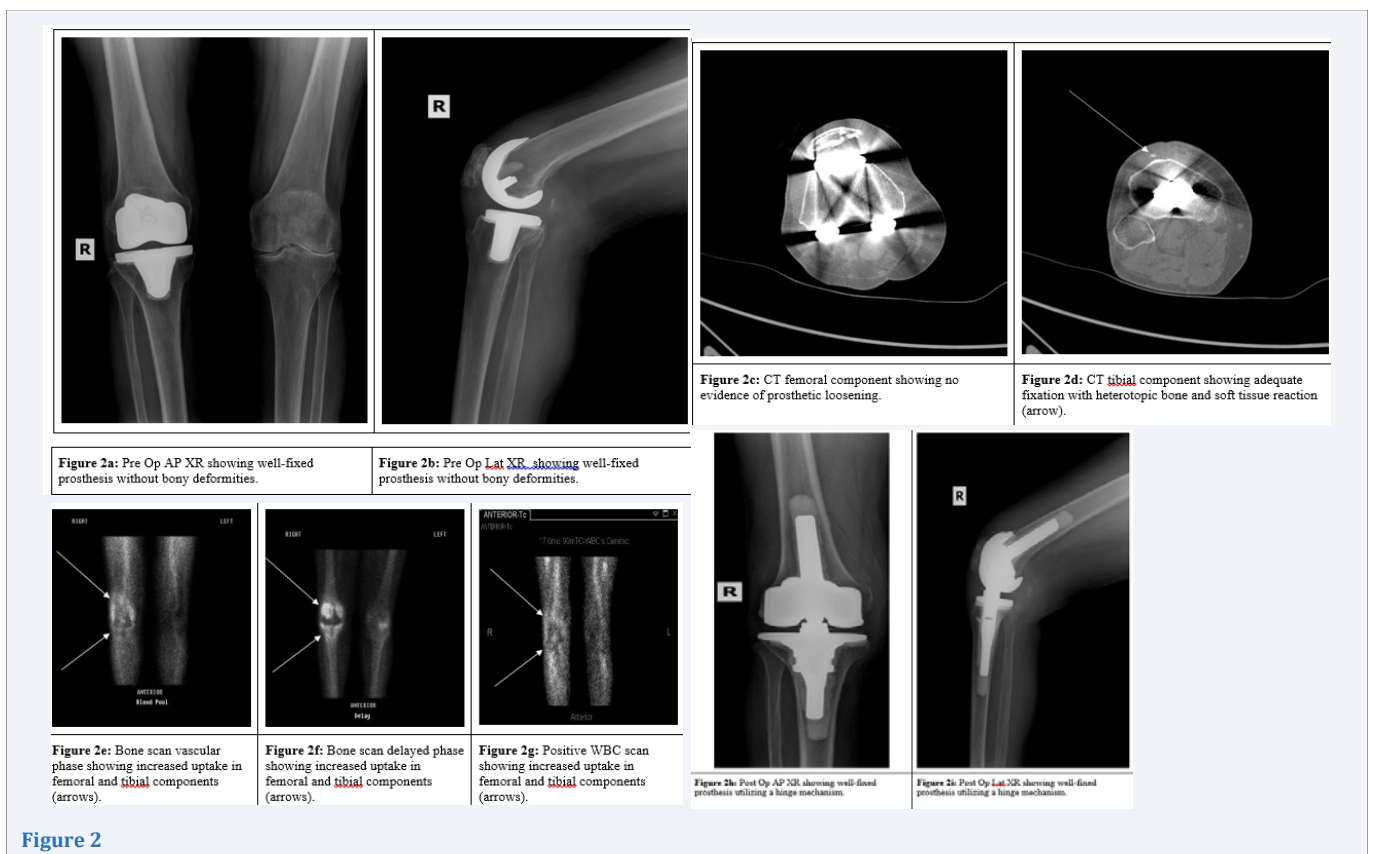 R
R
Figure 2a: Pre Op AP XR showing well-fixed
prosthesis without bony deformities.
Figure 2b: Pre Op Lat XR showing well-fixed
prosthesis without bony deformities.
Figure 2c: CT femoral component showing no
evidence of prosthetic loosening.
Figure 2d: CT tibial component showing adequate
fixation with heterotopic bone and soft tissue reaction
(arrow).
RIGHT LEFT
ANTERIOR
Blood Pool
RIGHT LEFT
ANTERIOR
Delay
ANTERIOR-Tc
ANTERIOR-Tc
R L
Anterior
Figure 2e: Bone scan vascular
phase showing increased uptake in
femoral and tibial components
(arrows).
Figure 2f: Bone scan delayed phase
showing increased uptake in
femoral and tibial components
(arrows).
Figure 2g: Positive WBC scan
showing increased uptake in
femoral and tibial components
(arrows).
R
R
Figure 2h: Post Op AP XR showing well-fixed
prosthesis utilizing a hinge mechanism.
Figure 2i: Post Op Lat XR showing well-fixed
prosthesis utilizing a hinge mechanism.
Figure 2